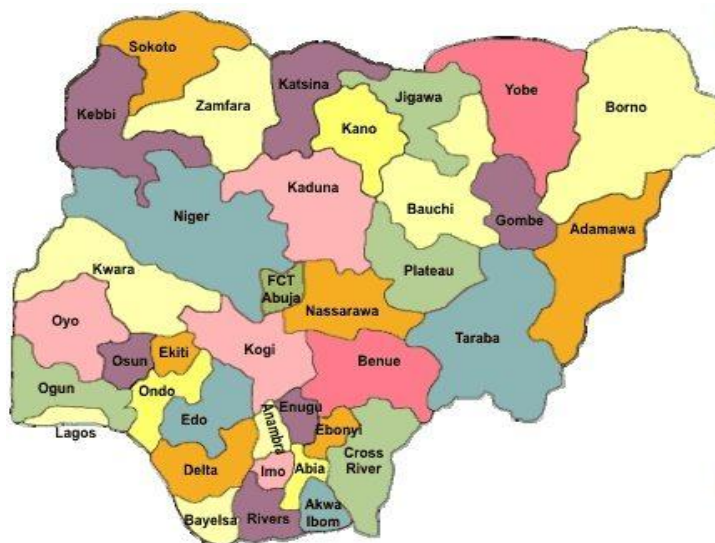 Sokoto
Katsina
Jigawa
Yobe
Borno
Kebbi
Zamfara
Kano
Kaduna
Bauchi
Gombe
Niger
Adamawa
Kwara
FCT
Abuja
Plateau
Nassarawa
Taraba
Oyo
Osun
Ekiti
Kogi
Benue
Ogun
Ondo
Edo
Anambra
Enugu
Ebonyi
Lagos
Cross
River
Delta
Imo
Abia
Bayelsa
Rivers
Akwa
Ibom